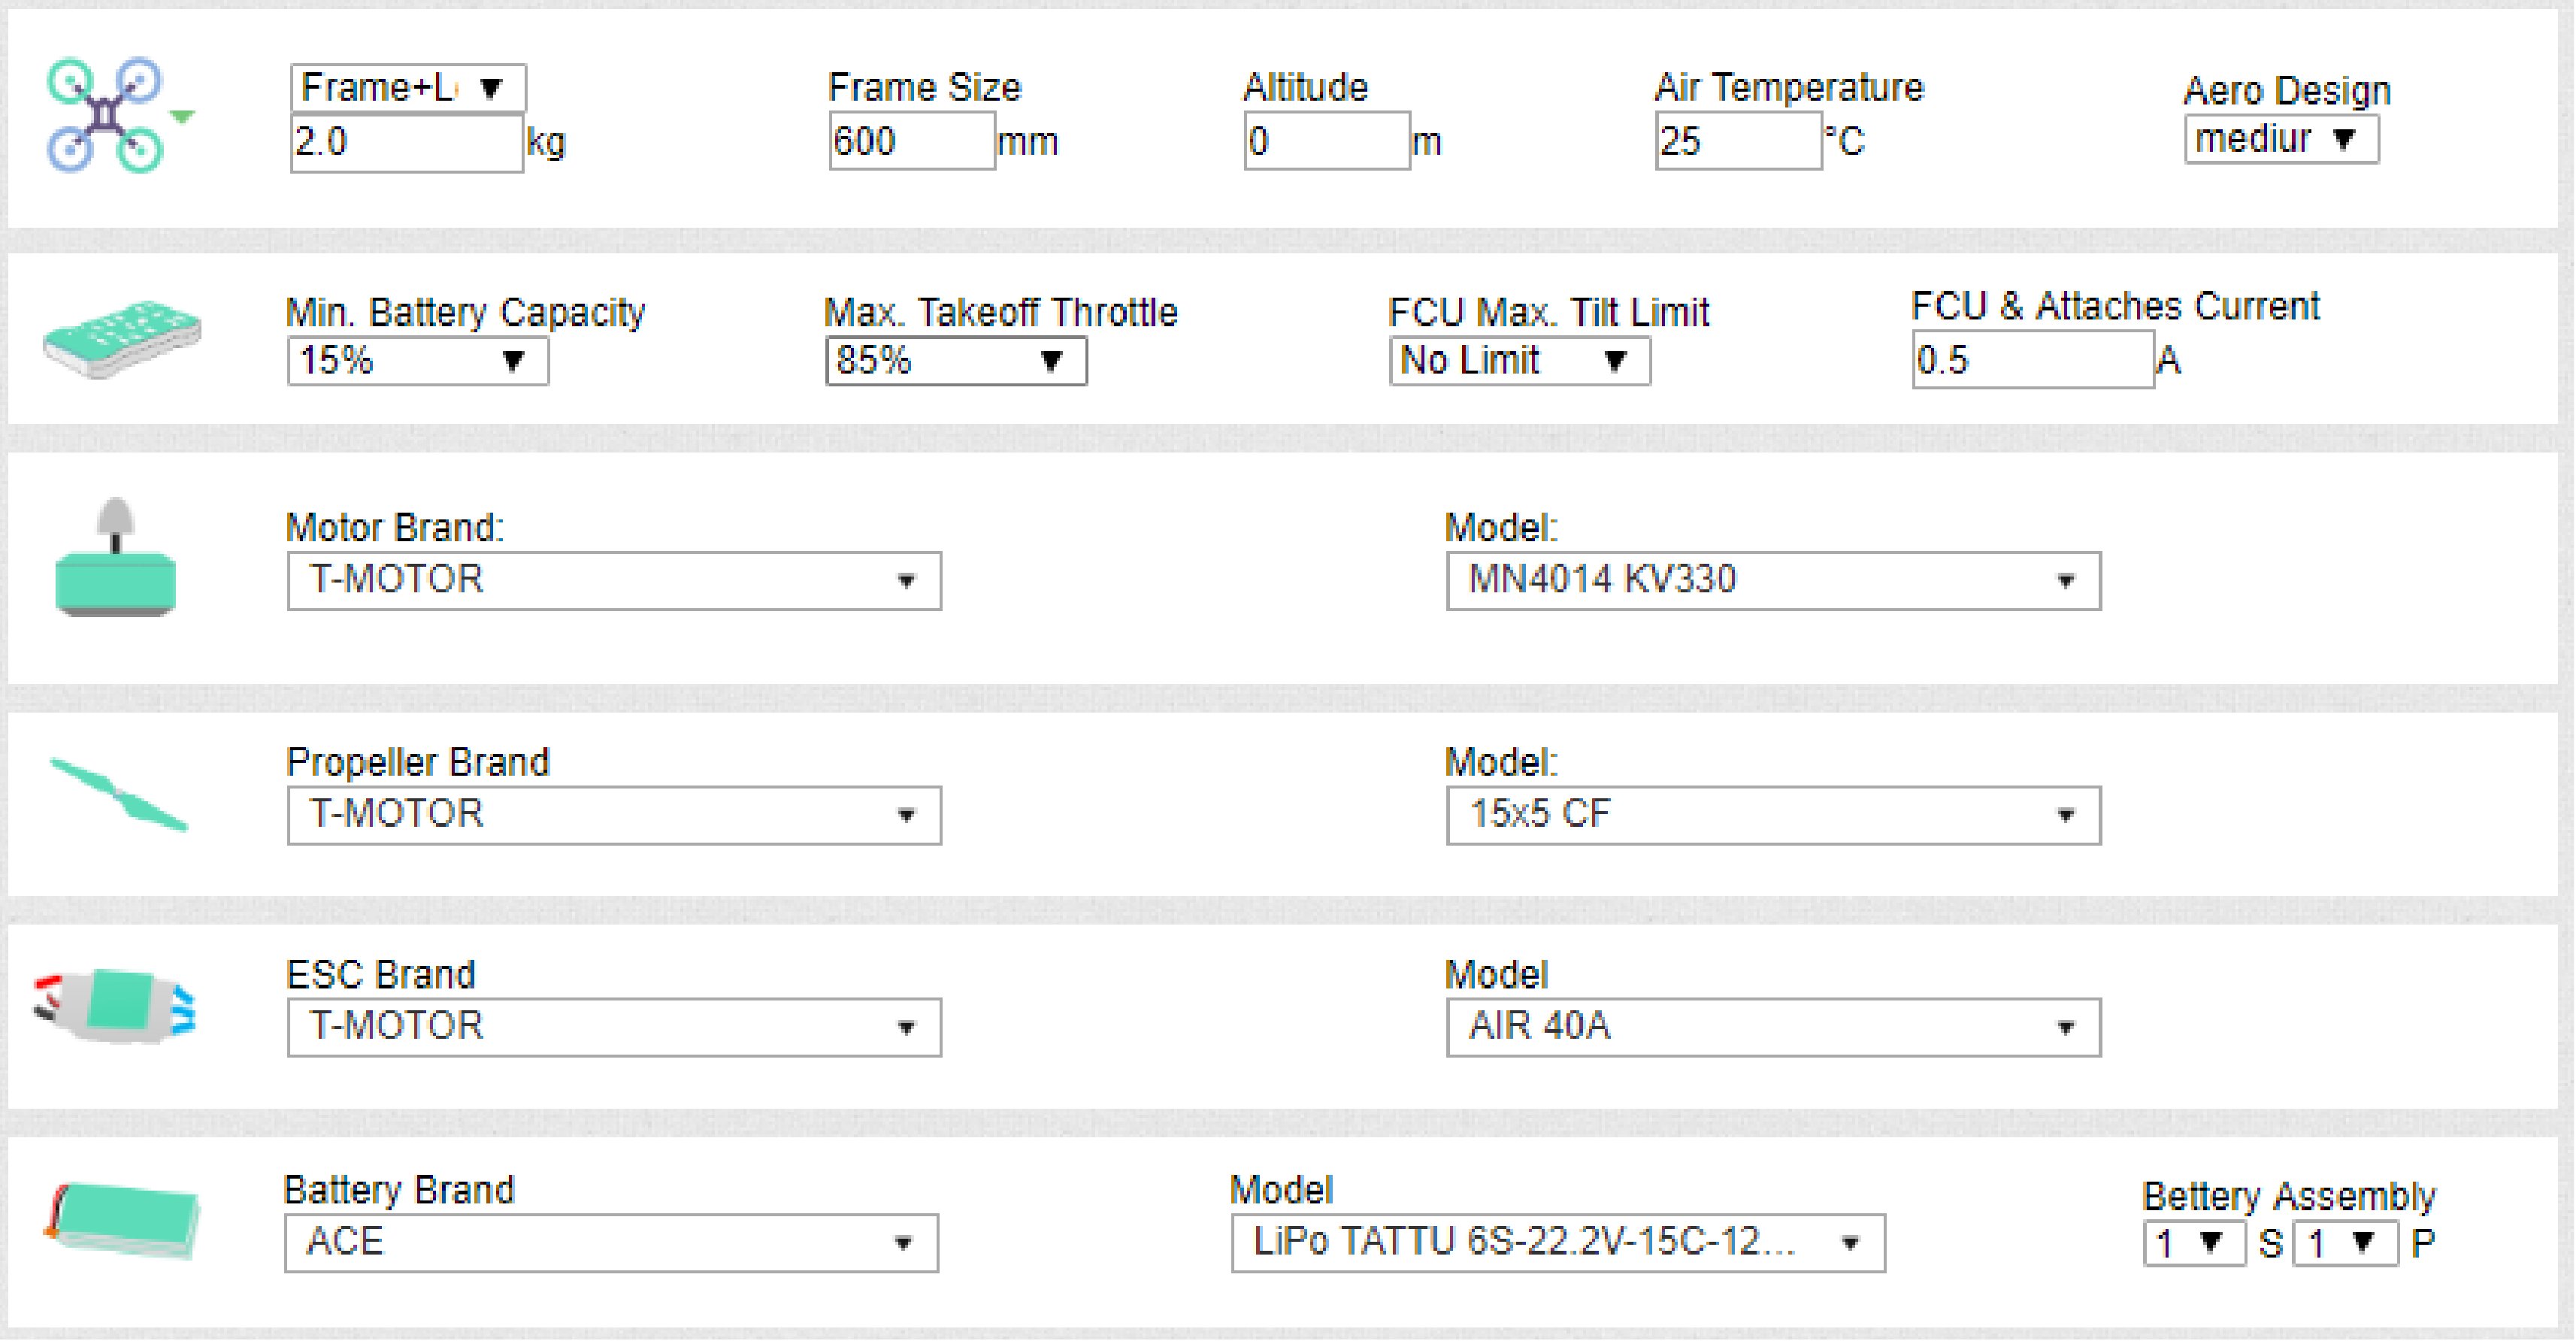 Frame+L
2.0 kg
Frame Size
600 mm
Altitude
0 m
Air Temperature
25 °C
Aero Design
mediur
Min. Battery Capacity
15%
Max. Takeoff Throttle
85%
FCU Max. Tilt Limit
No Limit
FCU & Attaches Current
0.5 A
Motor Brand:
T-MOTOR
Model:
MN4014 KV330
Propeller Brand
T-MOTOR
Model:
15x5 CF
ESC Brand
T-MOTOR
Model
AIR 40A
Battery Brand
ACE
Model
LiPo TATTU 6S-22.2V-15C-12...
Bettery Assembly
1 S 1 P